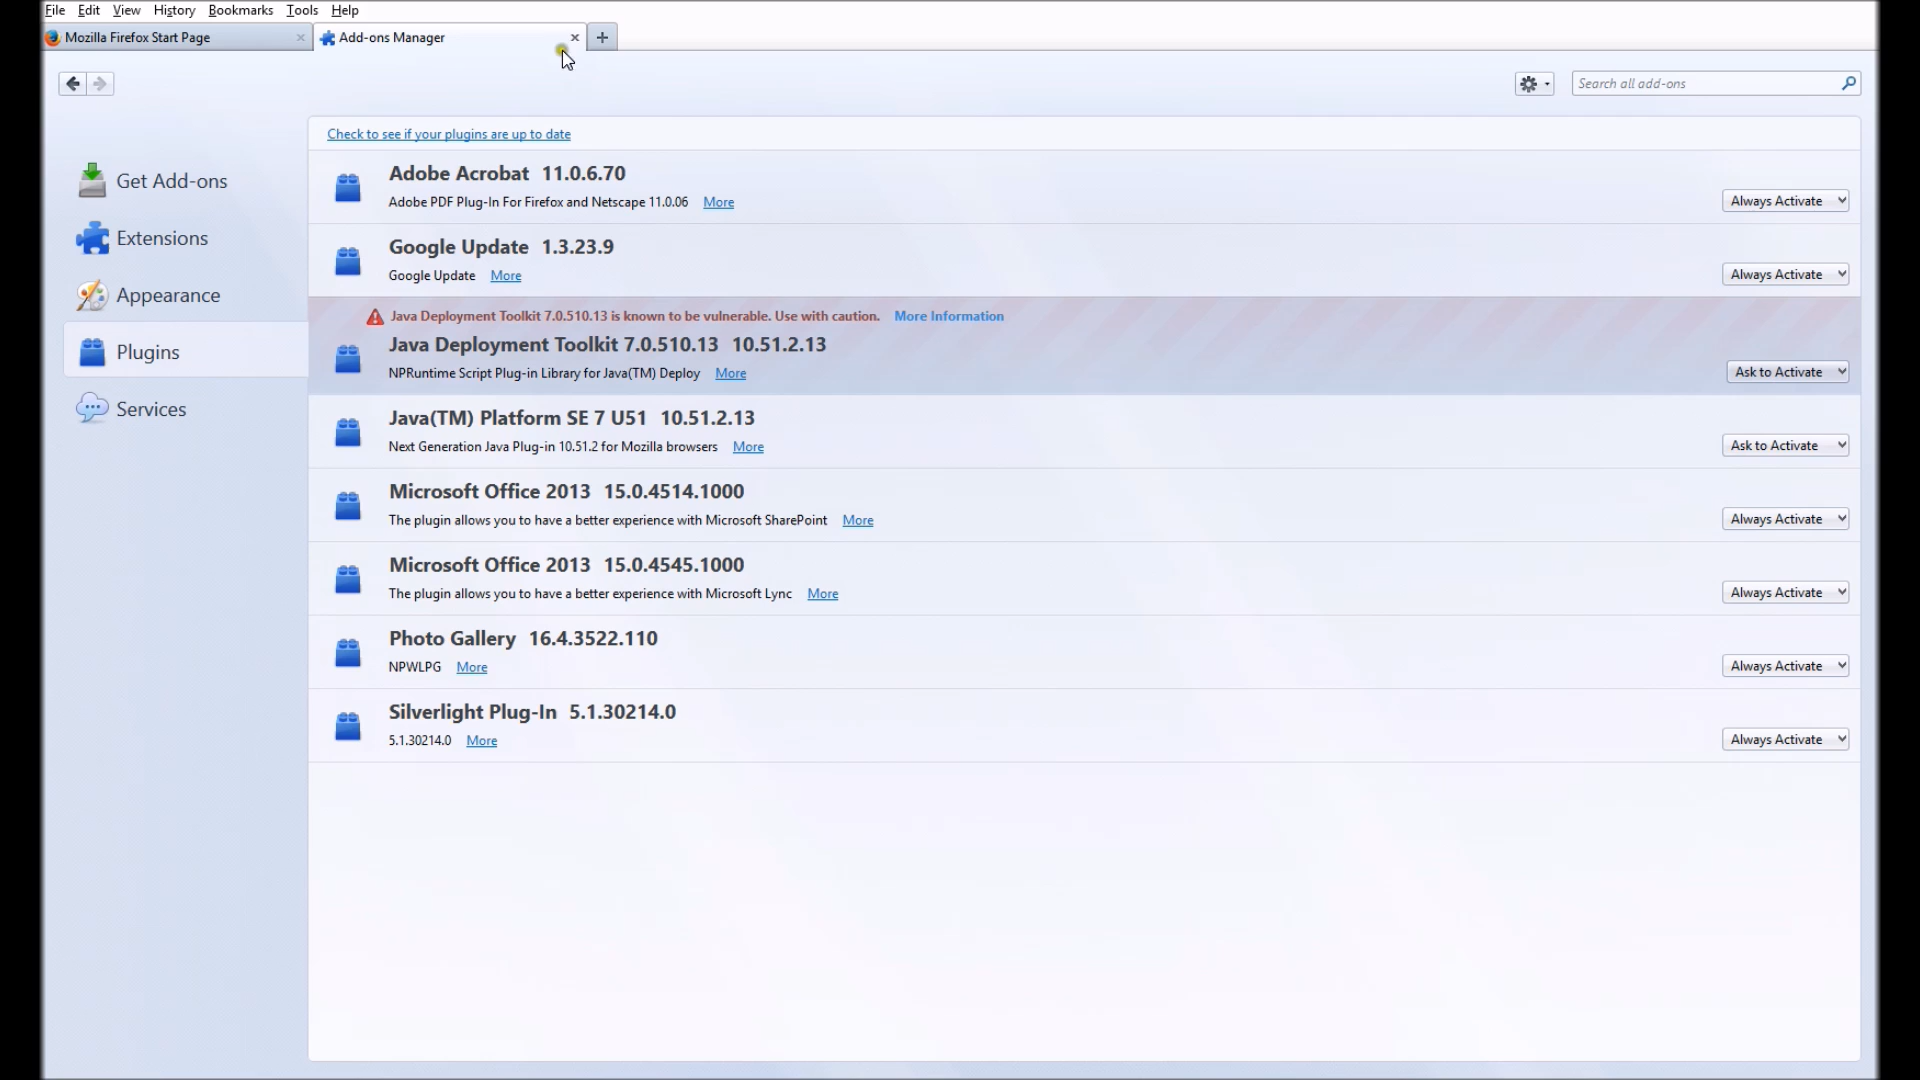 File Edit View History Bookmarks Tools Help
Mozilla Firefox Start Page
Add-ons Manager
Search all add-ons
Get Add-ons
Extensions
Appearance
Plugins
Services
Check to see if your plugins are up to date
Adobe Acrobat 11.0.6.70
Adobe PDF Plug-In For Firefox and Netscape 11.0.06 More
Always Activate
Google Update 1.3.23.9
Google Update More
Always Activate
Java Deployment Toolkit 7.0.510.13 is known to be vulnerable. Use with caution. More Information
Java Deployment Toolkit 7.0.510.13 10.51.2.13
NPRuntime Script Plug-in Library for Java(TM) Deploy More
Ask to Activate
Java(TM) Platform SE 7 U51 10.51.2.13
Next Generation Java Plug-in 10.51.2 for Mozilla browsers More
Ask to Activate
Microsoft Office 2013 15.0.4514.1000
The plugin allows you to have a better experience with Microsoft SharePoint More
Always Activate
Microsoft Office 2013 15.0.4545.1000
The plugin allows you to have a better experience with Microsoft Lync More
Always Activate
Photo Gallery 16.4.3522.110
NPWLPG More
Always Activate
Silverlight Plug-In 5.1.30214.0
5.1.30214.0 More
Always Activate